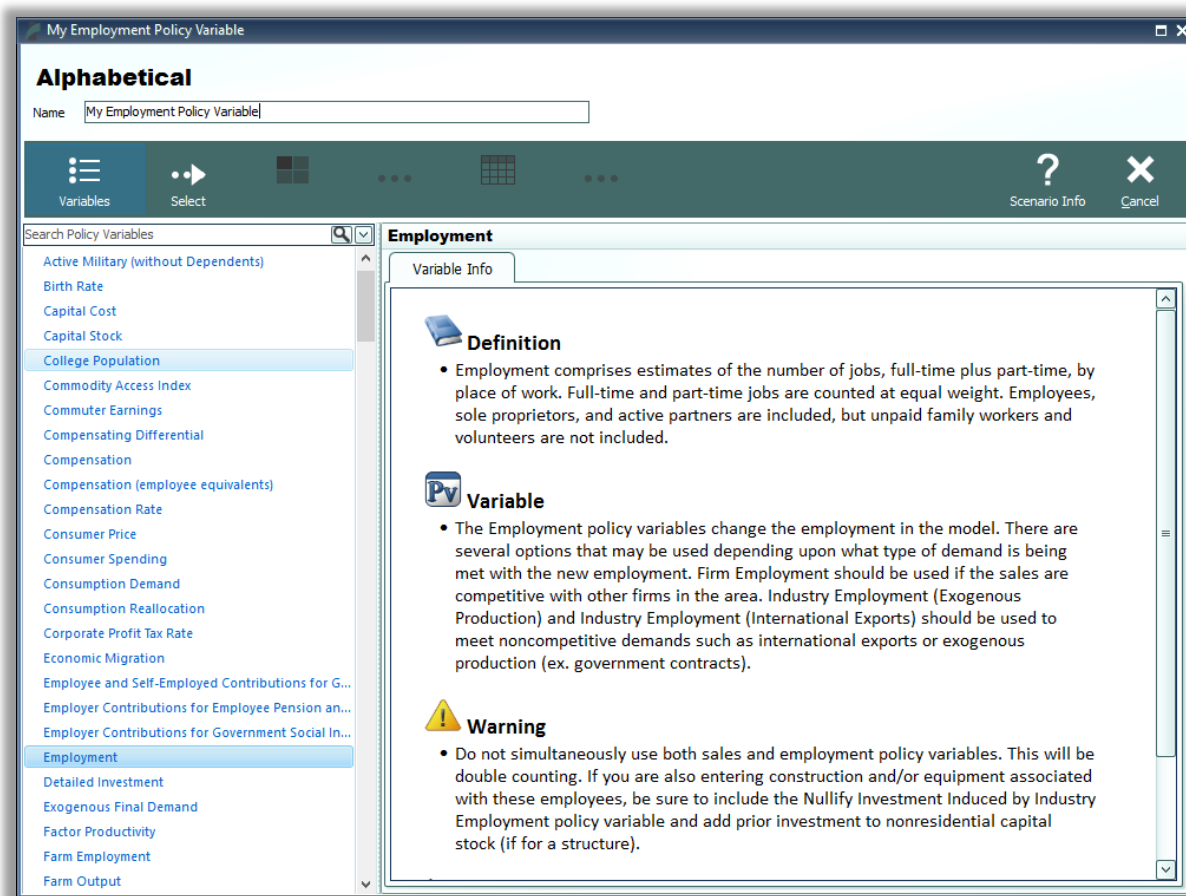 My Employment Policy Variable
Alphabetical
Name My Employment Policy Variable
Variables
Select
Scenario Info
Cancel
Search Policy Variables
Active Military (without Dependents)
Birth Rate
Capital Cost
Capital Stock
College Population
Commodity Access Index
Commuter Earnings
Compensating Differential
Compensation
Compensation (employee equivalents)
Compensation Rate
Consumer Price
Consumer Spending
Consumption Demand
Consumption Reallocation
Corporate Profit Tax Rate
Economic Migration
Employee and Self-Employed Contributions for G...
Employer Contributions for Employee Pension an...
Employer Contributions for Government Social In...
Employment
Detailed Investment
Exogenous Final Demand
Factor Productivity
Farm Employment
Farm Output
Employment
Variable Info
Definition
• Employment comprises estimates of the number of jobs, full-time plus part-time, by
place of work. Full-time and part-time jobs are counted at equal weight. Employees,
sole proprietors, and active partners are included, but unpaid family workers and
volunteers are not included.
Pv Variable
• The Employment policy variables change the employment in the model. There are
several options that may be used depending upon what type of demand is being
met with the new employment. Firm Employment should be used if the sales are
competitive with other firms in the area. Industry Employment (Exogenous
Production) and Industry Employment (International Exports) should be used to
meet noncompetitive demands such as international exports or exogenous
production (ex. government contracts).
Warning
• Do not simultaneously use both sales and employment policy variables. This will be
double counting. If you are also entering construction and/or equipment associated
with these employees, be sure to include the Nullify Investment Induced by Industry
Employment policy variable and add prior investment to nonresidential capital
stock (if for a structure).